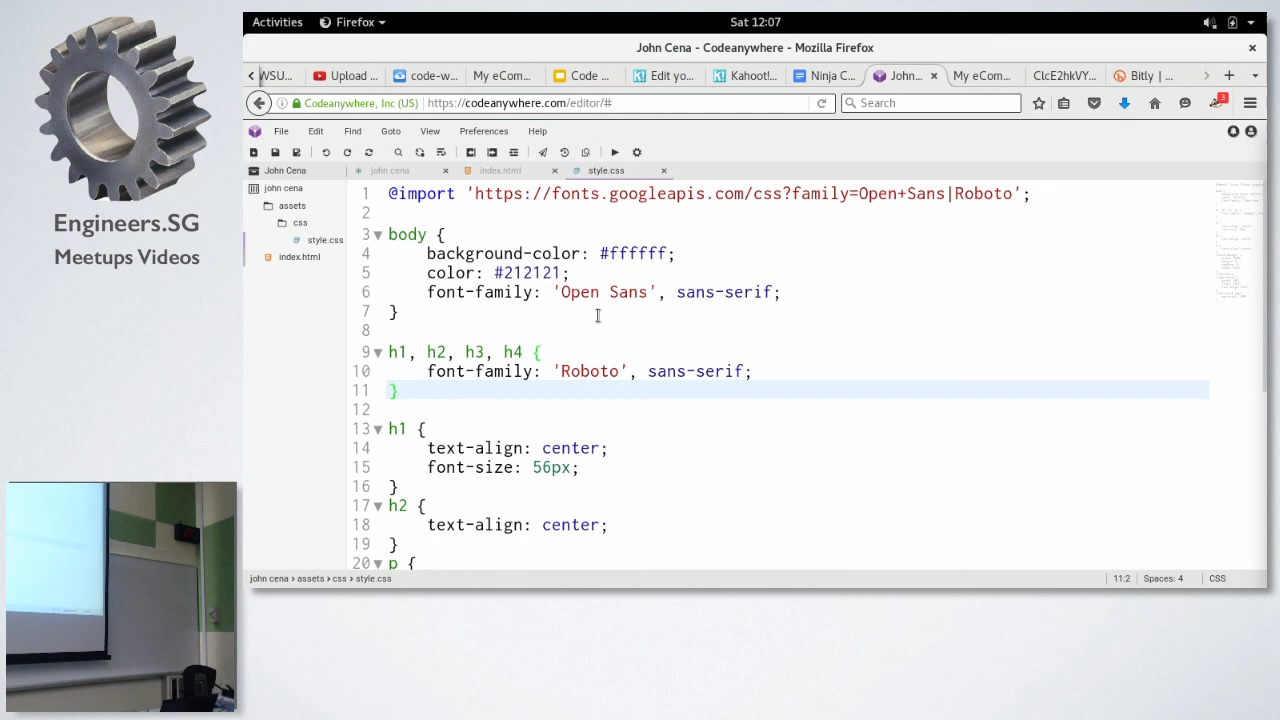 Activities
Firefox
Sat 12:07
John Cena - Codeanywhere - Mozilla Firefox
WSU...
Upload ...
code-w...
My eCom...
Code ...
Edit yo...
Kahoot!...
Ninja C...
John...
My eCom...
ClcE2hkVY...
Bitly | ...
Codeanywhere, Inc (US)
https://codeanywhere.com/editor/#
Search
3
File Edit Find Goto View Preferences Help
John Cena
john cena
index.html
style.css
john cena
assets
css
style.css
index.html
1 @import 'https://fonts.googleapis.com/css?family=Open+Sans|Roboto';
2
3 body {
4 background-color: #ffffff;
5 color: #212121;
6 font-family: 'Open Sans', sans-serif;
7 }
8
9 h1, h2, h3, h4 {
10 font-family: 'Roboto', sans-serif;
11 }
12
13 h1 {
14 text-align: center;
15 font-size: 56px;
16 }
17 h2 {
18 text-align: center;
19 }
20 p {
john cena › assets › css › style.css
11:2
Spaces: 4
CSS
Engineers.SG
Meetups Videos